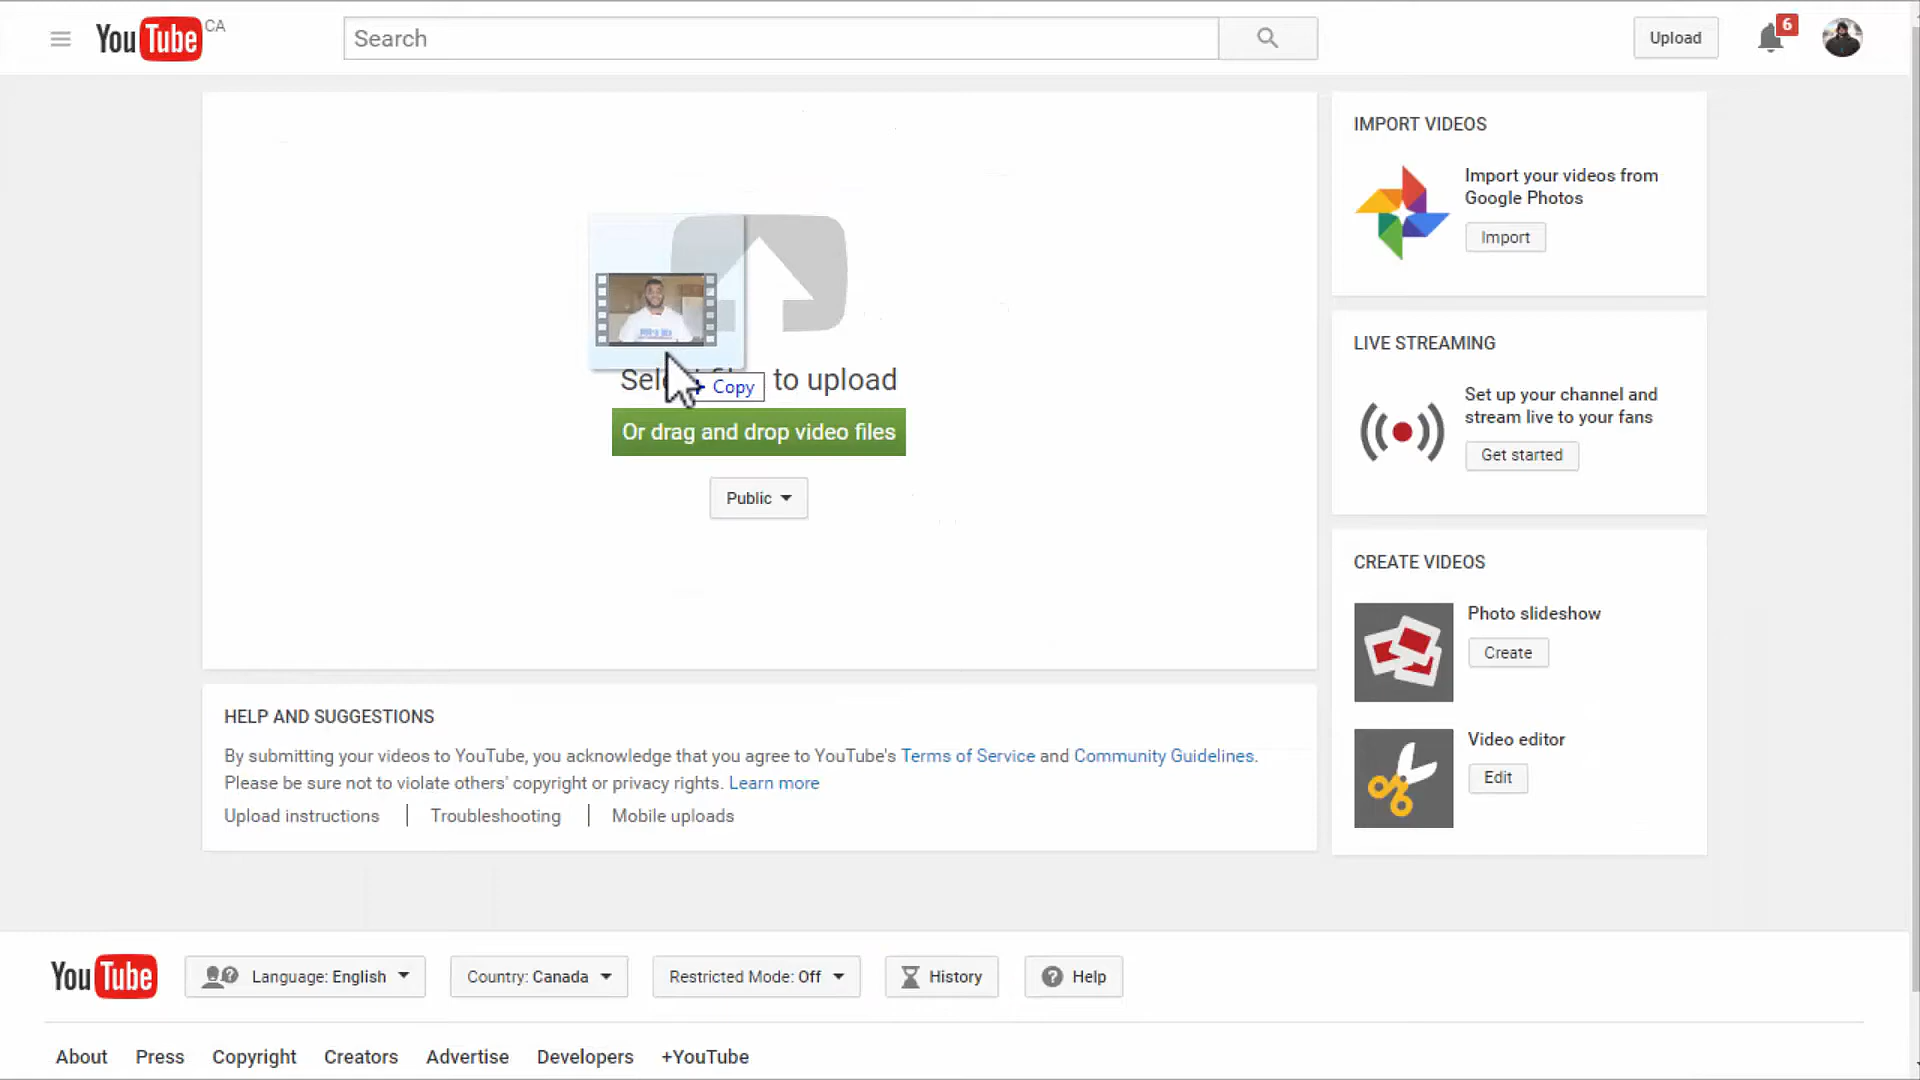 YouTube CA
Search
Upload
6
Copy
to upload
Or drag and drop video files
Public
IMPORT VIDEOS
Import your videos from
Google Photos
Import
LIVE STREAMING
Set up your channel and
stream live to your fans
Get started
CREATE VIDEOS
Photo slideshow
Create
Video editor
Edit
HELP AND SUGGESTIONS
By submitting your videos to YouTube, you acknowledge that you agree to YouTube's Terms of Service and Community Guidelines.
Please be sure not to violate others' copyright or privacy rights. Learn more
Upload instructions Troubleshooting Mobile uploads
YouTube Language: English Country: Canada Restricted Mode: Off History Help
About Press Copyright Creators Advertise Developers +YouTube